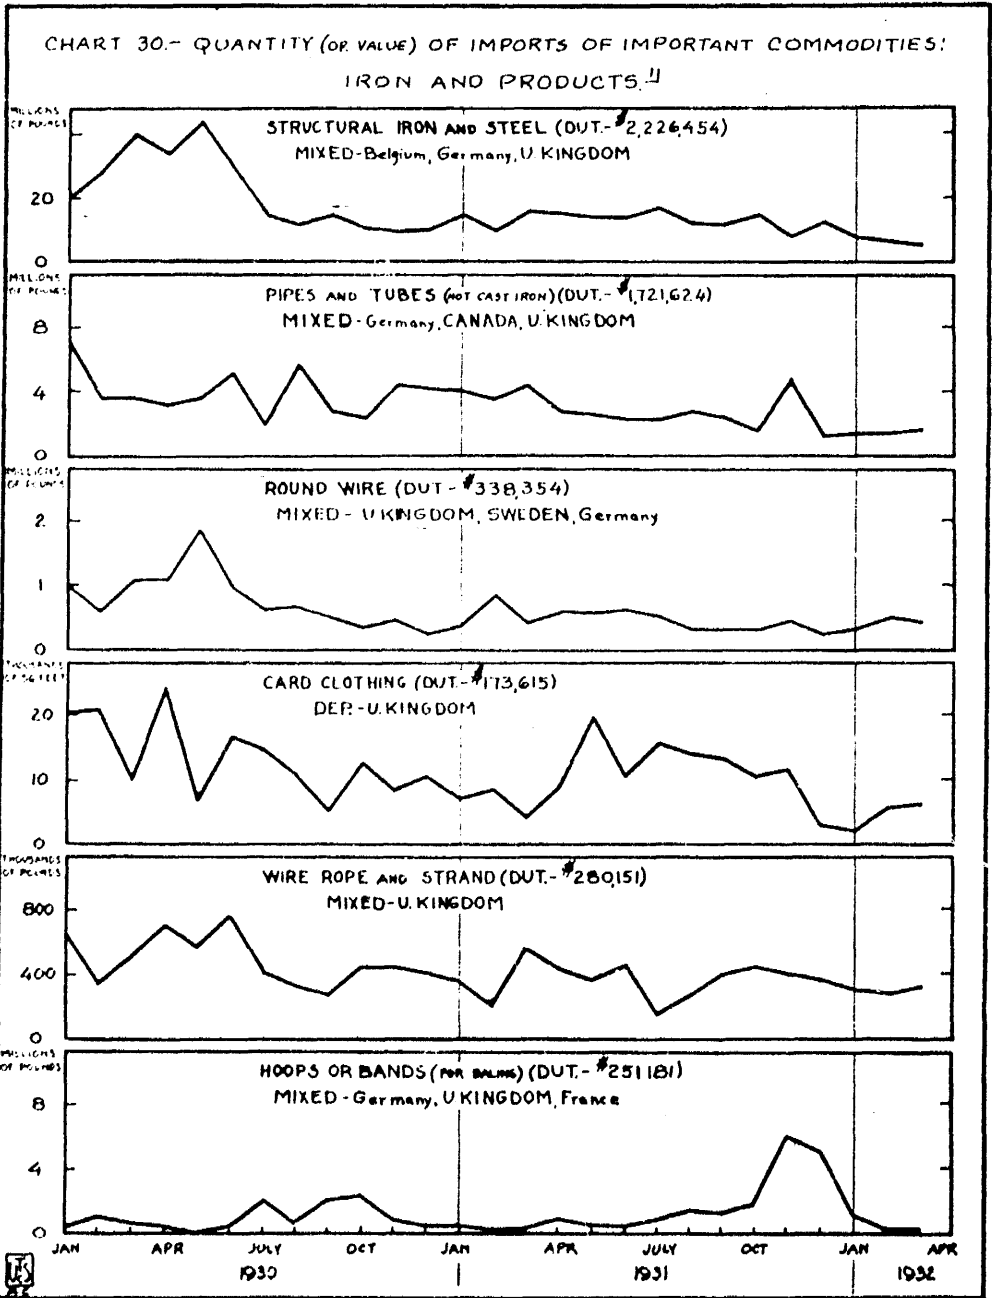 CHART 30.- QUANTITY (OR VALUE) OF IMPORTS OF IMPORTANT COMMODITIES:
IRON AND PRODUCTS.
MILLIONS
OF POUNDS
STRUCTURAL IRON AND STEEL (DUT.-$2,226,454)
MIXED-Belgium, Germany, U. KINGDOM
20
0
MILLIONS
OF POUNDS
PIPES AND TUBES (NOT CAST IRON) (DUT.-$1,721,624)
MIXED-Germany, CANADA, U. KINGDOM
8
4
0
MILLIONS
OF POUNDS
ROUND WIRE (DUT-$338,354)
MIXED- U KINGDOM, SWEDEN, Germany
2
1
0
THOUSANDS
OF SQ FEET
CARD CLOTHING (DUT.-$173,615)
DEP.-U. KINGDOM
20
10
0
THOUSANDS
OF POUNDS
WIRE ROPE AND STRAND (DUT.-$280,151)
MIXED-U. KINGDOM
800
400
0
MILLIONS
OF POUNDS
HOOPS OR BANDS (FOR BALING) (DUT.-$251181)
MIXED-Germany, U KINGDOM, France
8
4
0
JAN APR JULY OCT JAN APR JULY OCT JAN APR
1930 1931 1932